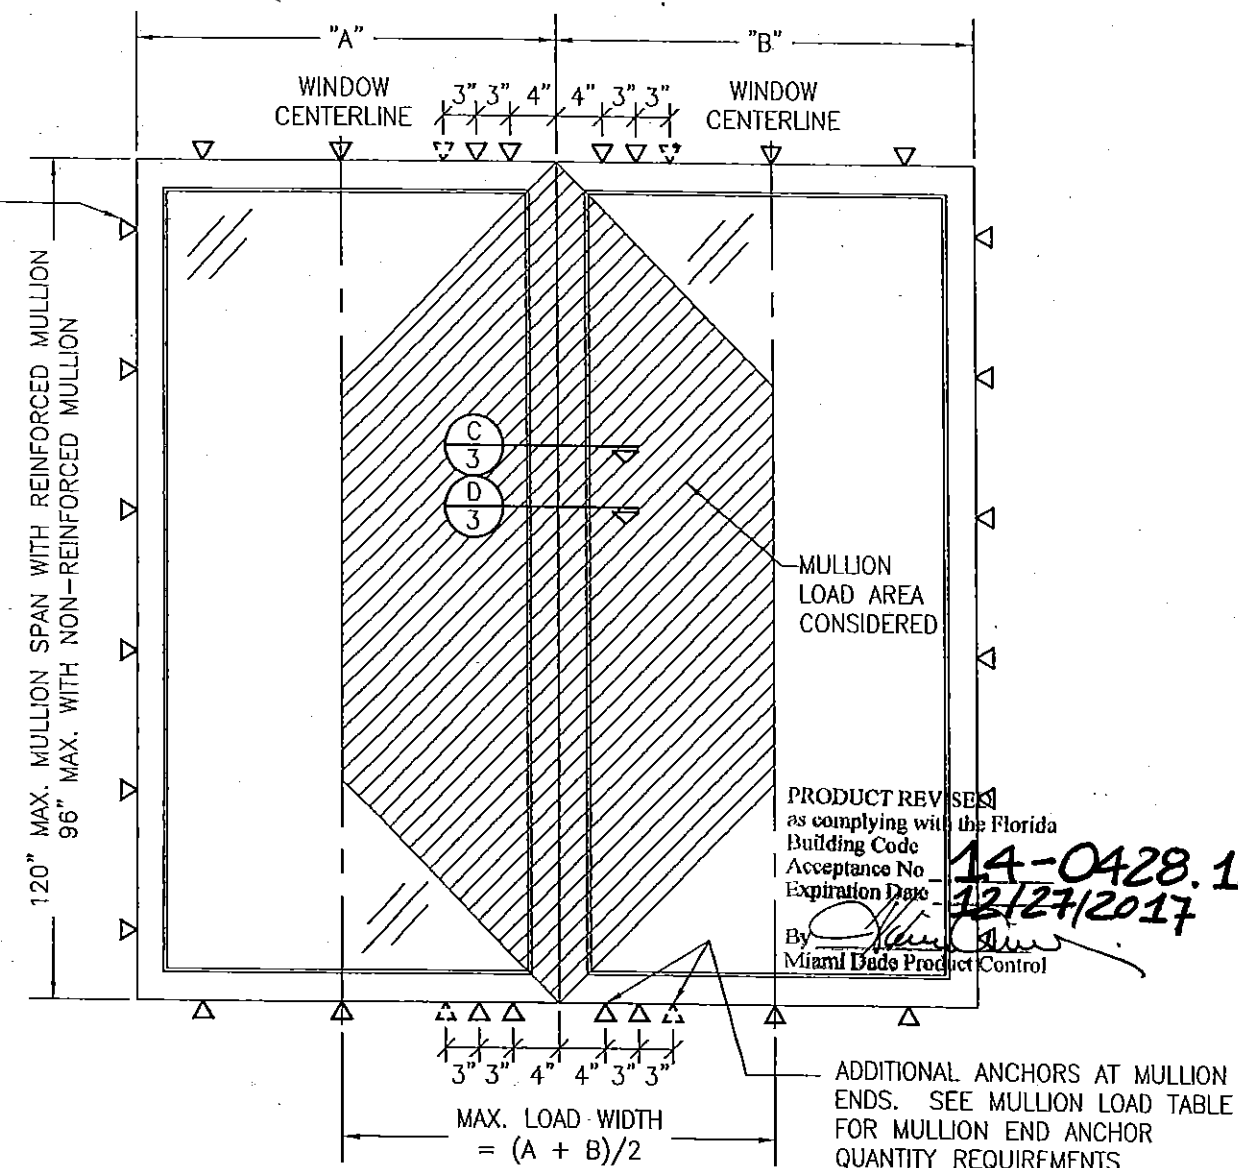 "A"
"B"
WINDOW
CENTERLINE
3" 3" 4" 4" 3" 3"
WINDOW
CENTERLINE
120" MAX. MULLION SPAN WITH REINFORCED MULLION
96" MAX. WITH NON-REINFORCED MULLION
C
3
D
3
MULLION
LOAD AREA
CONSIDERED
PRODUCT REVISED
as complying with the Florida
Building Code
Acceptance No 14-0428.1
Expiration Date 12/27/2017
By
Miami Dade Product Control
3" 3" 4" 4" 3" 3"
MAX. LOAD WIDTH
= (A + B)/2
ADDITIONAL ANCHORS AT MULLION
ENDS. SEE MULLION LOAD TABLE
FOR MULLION END ANCHOR
QUANTITY REQUIREMENTS